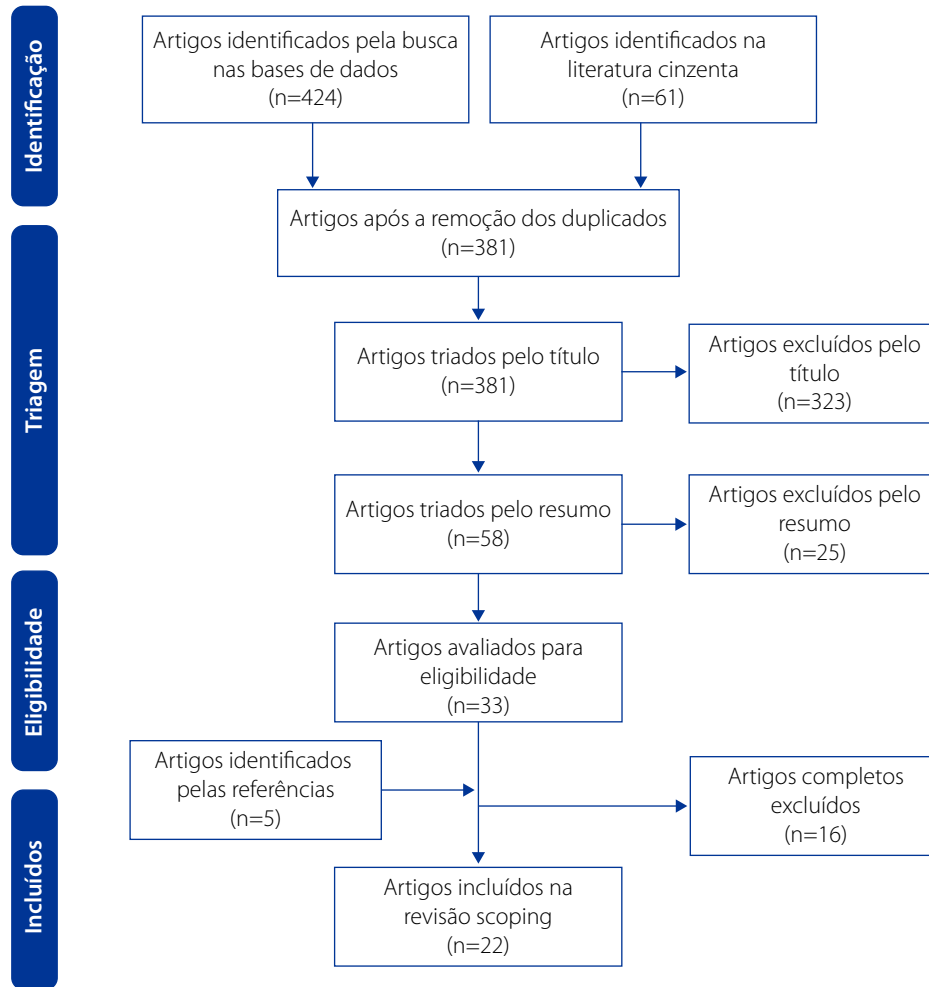 Identificação
Artigos identificados pela busca
nas bases de dados
(n=424)
Artigos identificados na
literatura cinzenta
(n=61)
Artigos após a remoção dos duplicados
(n=381)
Triagem
Artigos triados pelo título
(n=381)
Artigos excluídos pelo
título
(n=323)
Artigos triados pelo resumo
(n=58)
Artigos excluídos pelo
resumo
(n=25)
Eligibilidade
Artigos avaliados para
eligibilidade
(n=33)
Artigos identificados
pelas referências
(n=5)
Artigos completos
excluídos
(n=16)
Incluídos
Artigos incluídos na
revisão scoping
(n=22)